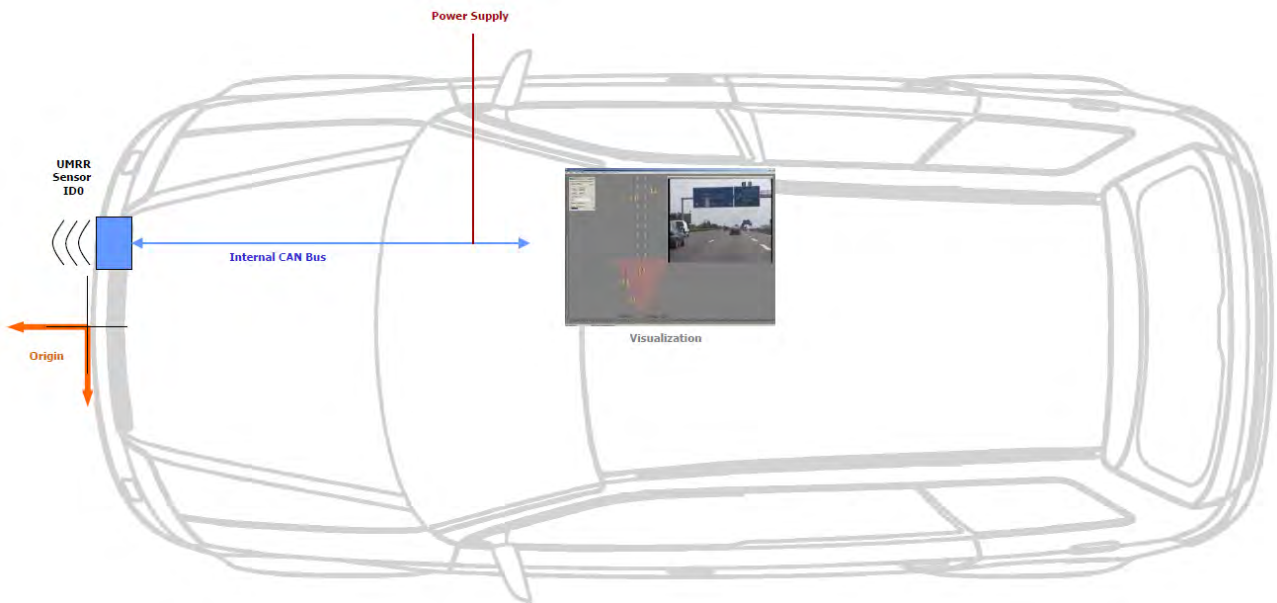 Power Supply
UMRR
Sensor
ID0
Internal CAN Bus
Origin
Visualization